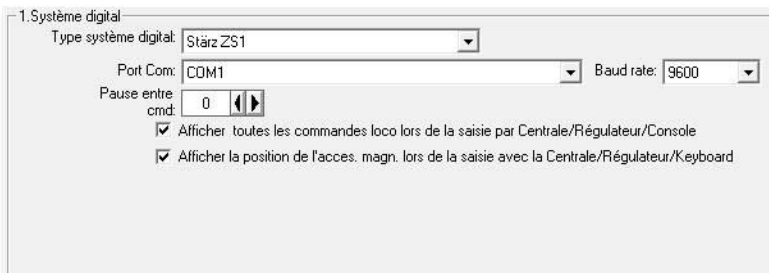 1.Système digital
Type système digital: Stärz ZS1
Port Com: COM1 Baud rate: 9600
Pause entre
cmd: 0
Afficher toutes les commandes loco lors de la saisie par Centrale/Régulateur/Console
Afficher la position de l'acces. magn. lors de la saisie avec la Centrale/Régulateur/Keyboard